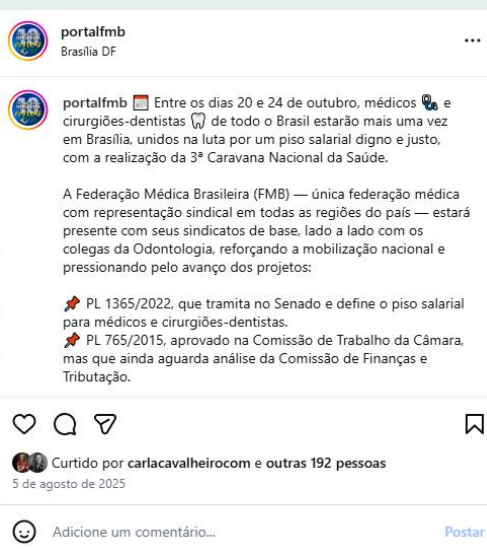 portalfmb
Brasília DF
portalfmb 📅 Entre os dias 20 e 24 de outubro, médicos 🩺 e
cirurgiões-dentistas 🦷 de todo o Brasil estarão mais uma vez
em Brasília, unidos na luta por um piso salarial digno e justo,
com a realização da 3ª Caravana Nacional da Saúde.
A Federação Médica Brasileira (FMB) — única federação médica
com representação sindical em todas as regiões do país — estará
presente com seus sindicatos de base, lado a lado com os
colegas da Odontologia, reforçando a mobilização nacional e
pressionando pelo avanço dos projetos:
📌 PL 1365/2022, que tramita no Senado e define o piso salarial
para médicos e cirurgiões-dentistas.
📌 PL 765/2015, aprovado na Comissão de Trabalho da Câmara,
mas que ainda aguarda análise da Comissão de Finanças e
Tributação.
Curtido por carlacavalheirocom e outras 192 pessoas
5 de agosto de 2025
Adicione um comentário... Postar